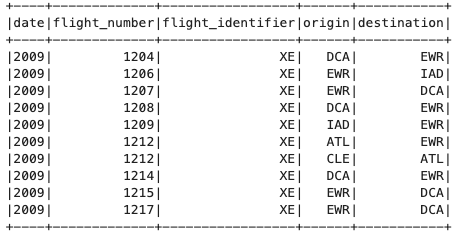 +----+-------------+-----------------+------+-----------+
|date|flight_number|flight_identifier|origin|destination|
+----+-------------+-----------------+------+-----------+
|2009|         1204|               XE|   DCA|        EWR|
|2009|         1206|               XE|   EWR|        IAD|
|2009|         1207|               XE|   EWR|        DCA|
|2009|         1208|               XE|   DCA|        EWR|
|2009|         1209|               XE|   IAD|        EWR|
|2009|         1212|               XE|   ATL|        EWR|
|2009|         1212|               XE|   CLE|        ATL|
|2009|         1214|               XE|   DCA|        EWR|
|2009|         1215|               XE|   EWR|        DCA|
|2009|         1217|               XE|   EWR|        DCA|
+----+-------------+-----------------+------+-----------+